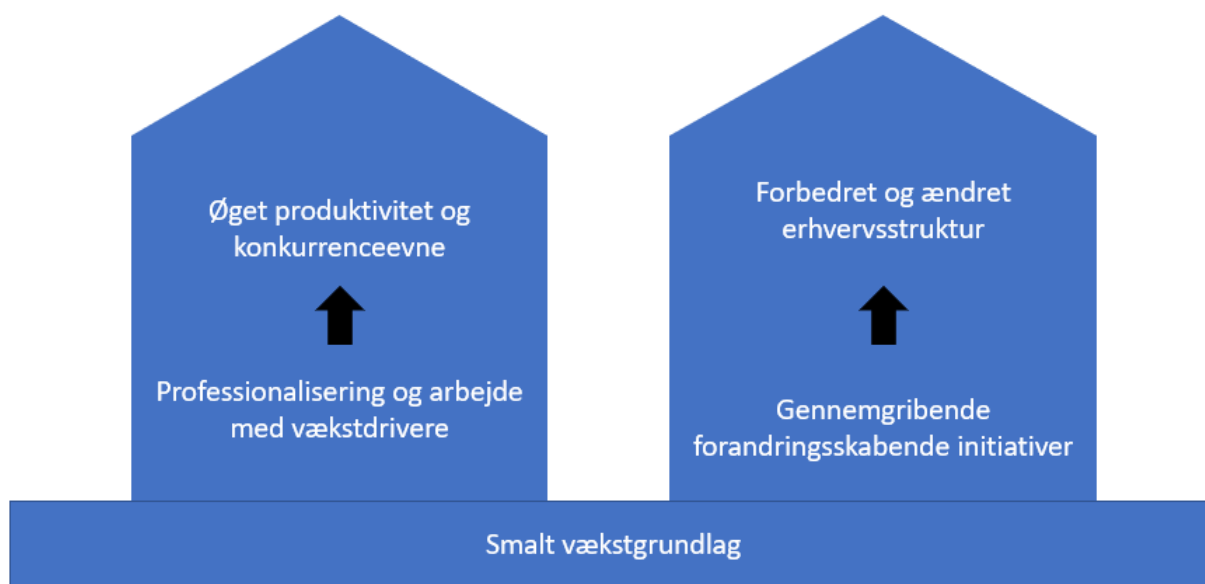 Øget produktivitet og
konkurrenceevne
Professionalisering og arbejde
med vækstdrivere
Forbedret og ændret
erhvervsstruktur
Gennemgribende
forandringsskabende initiativer
Smalt vækstgrundlag